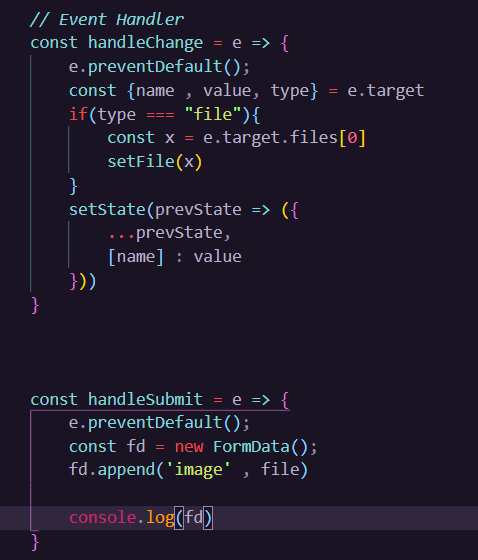 // Event Handler
const handleChange = e => {
e.preventDefault();
const {name , value, type} = e.target
if(type === "file"){
const x = e.target.files[0]
setFile(x)
}
setState(prevState => ({
...prevState,
[name] : value
}))
}
const handleSubmit = e => {
e.preventDefault();
const fd = new FormData();
fd.append('image' , file)
console.log(fd)
}